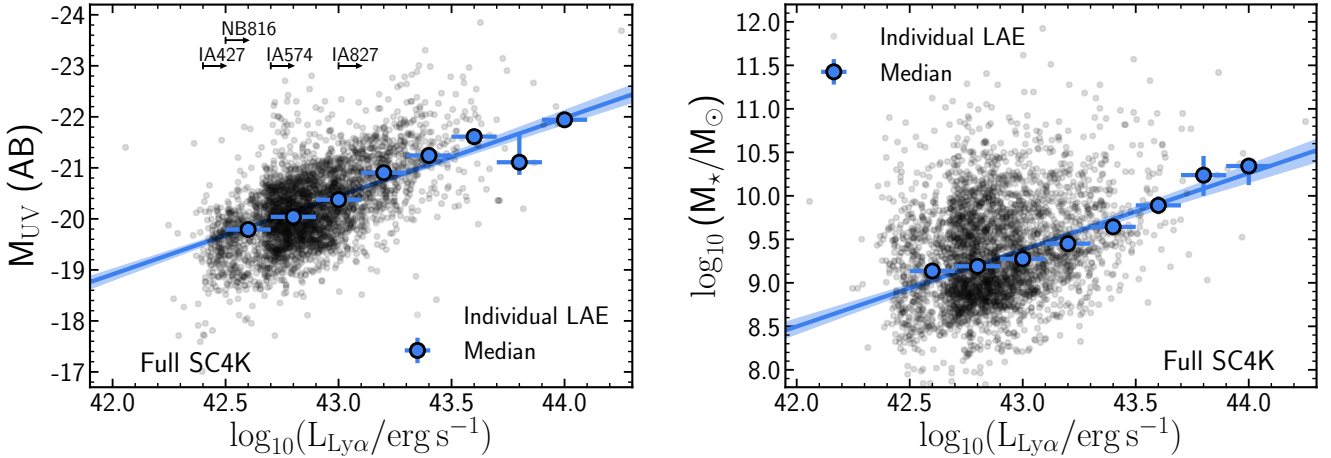 -24
-23
-22
-21
-20
-19
-18
-17
M_UV (AB)
NB816
IA427 IA574 IA827
Individual LAE
Median
Full SC4K
42.0 42.5 43.0 43.5 44.0
log₁₀(L_Lyα/erg s⁻¹)
12.0
11.5
11.0
10.5
10.0
9.5
9.0
8.5
8.0
log₁₀(M⋆/M⊙)
Individual LAE
Median
Full SC4K
42.0 42.5 43.0 43.5 44.0
log₁₀(L_Lyα/erg s⁻¹)